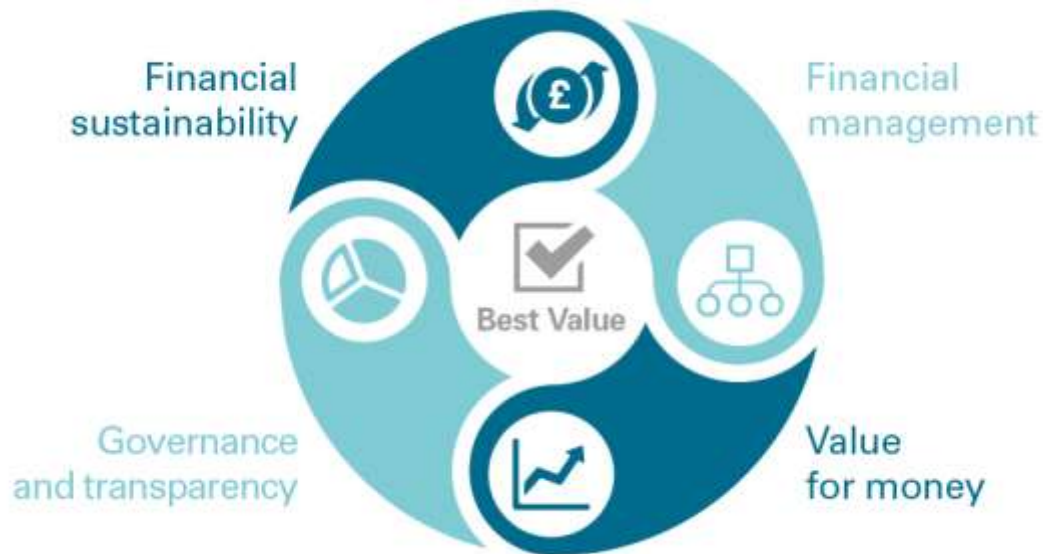 Financial
sustainability
£
Financial
management
Best Value
Governance
and transparency
Value
for money